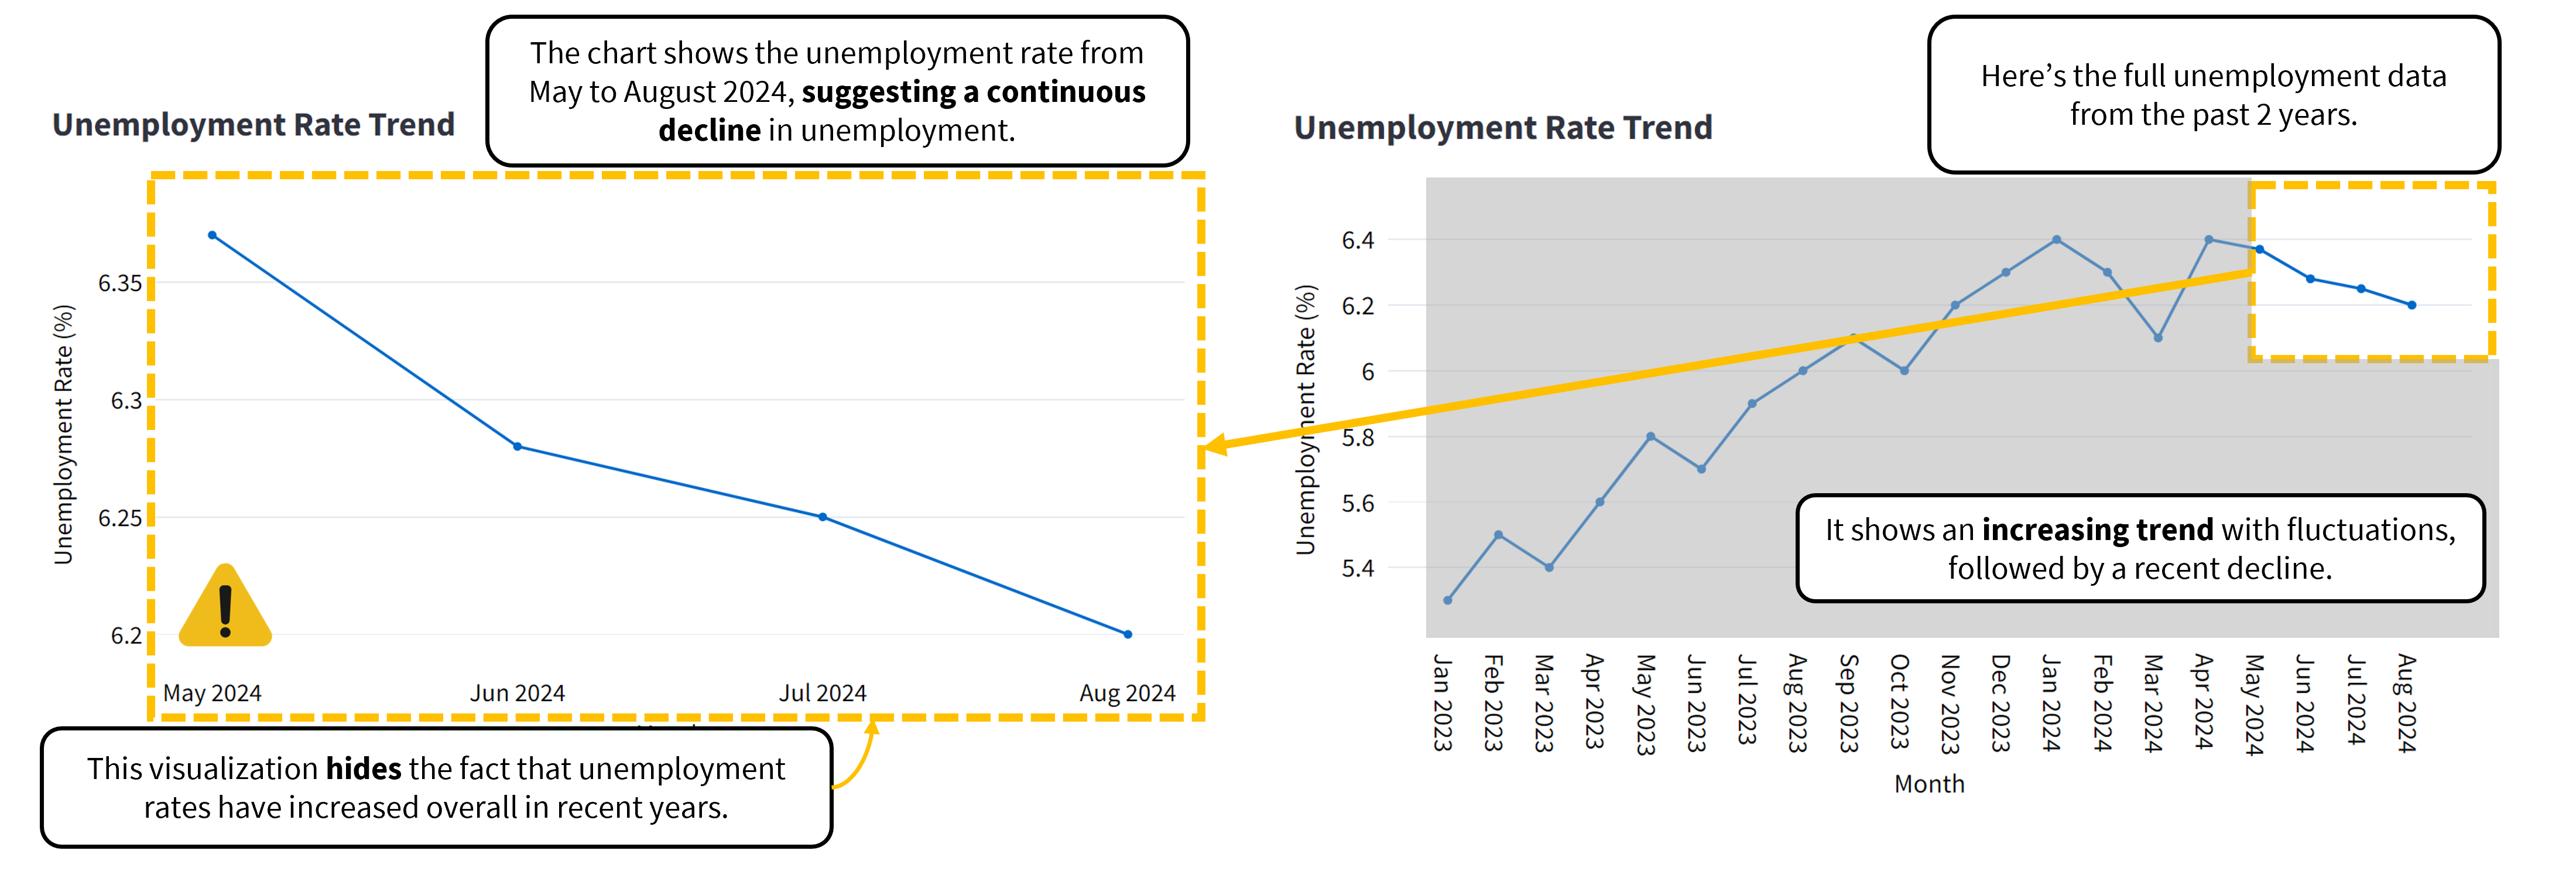 The chart shows the unemployment rate from
May to August 2024, suggesting a continuous
decline in unemployment.
Unemployment Rate Trend
Unemployment Rate (%)
6.35
6.3
6.25
6.2
May 2024
Jun 2024
Jul 2024
Aug 2024
This visualization hides the fact that unemployment
rates have increased overall in recent years.
Here’s the full unemployment data
from the past 2 years.
Unemployment Rate Trend
Unemployment Rate (%)
6.4
6.2
6
5.8
5.6
5.4
It shows an increasing trend with fluctuations,
followed by a recent decline.
Jan 2023
Feb 2023
Mar 2023
Apr 2023
May 2023
Jun 2023
Jul 2023
Aug 2023
Sep 2023
Oct 2023
Nov 2023
Dec 2023
Jan 2024
Feb 2024
Mar 2024
Apr 2024
May 2024
Jun 2024
Jul 2024
Aug 2024
Month